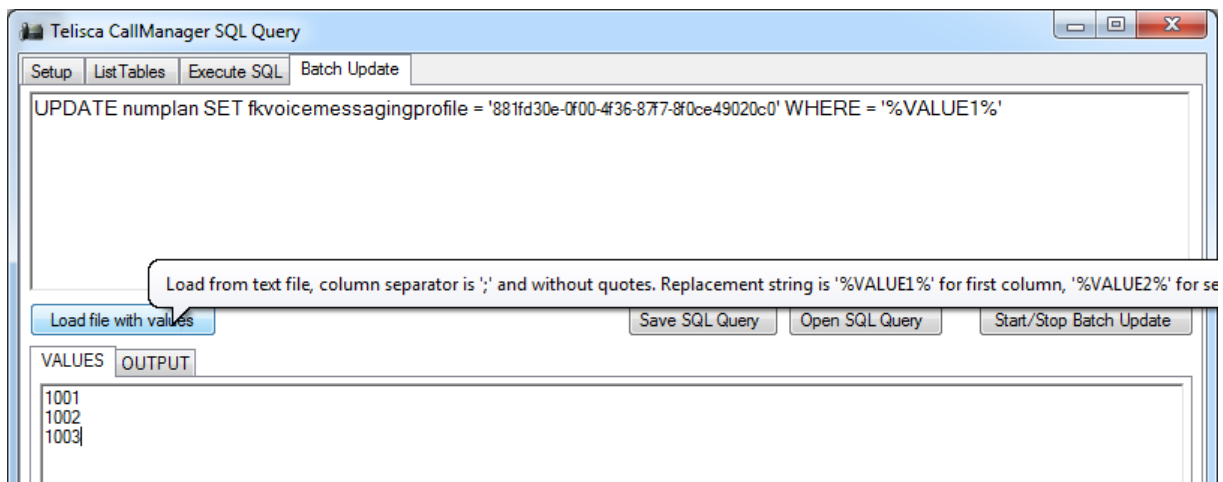 Telisca CallManager SQL Query
Setup ListTables Execute SQL Batch Update
UPDATE numplan SET fkvoicemessagingprofile = '881fd30e-0f00-4f36-87f7-8f0ce49020c0' WHERE = '%VALUE1%'
Load from text file, column separator is ';' and without quotes. Replacement string is '%VALUE1%' for first column, '%VALUE2%' for se
Load file with values Save SQL Query Open SQL Query Start/Stop Batch Update
VALUES OUTPUT
1001
1002
1003